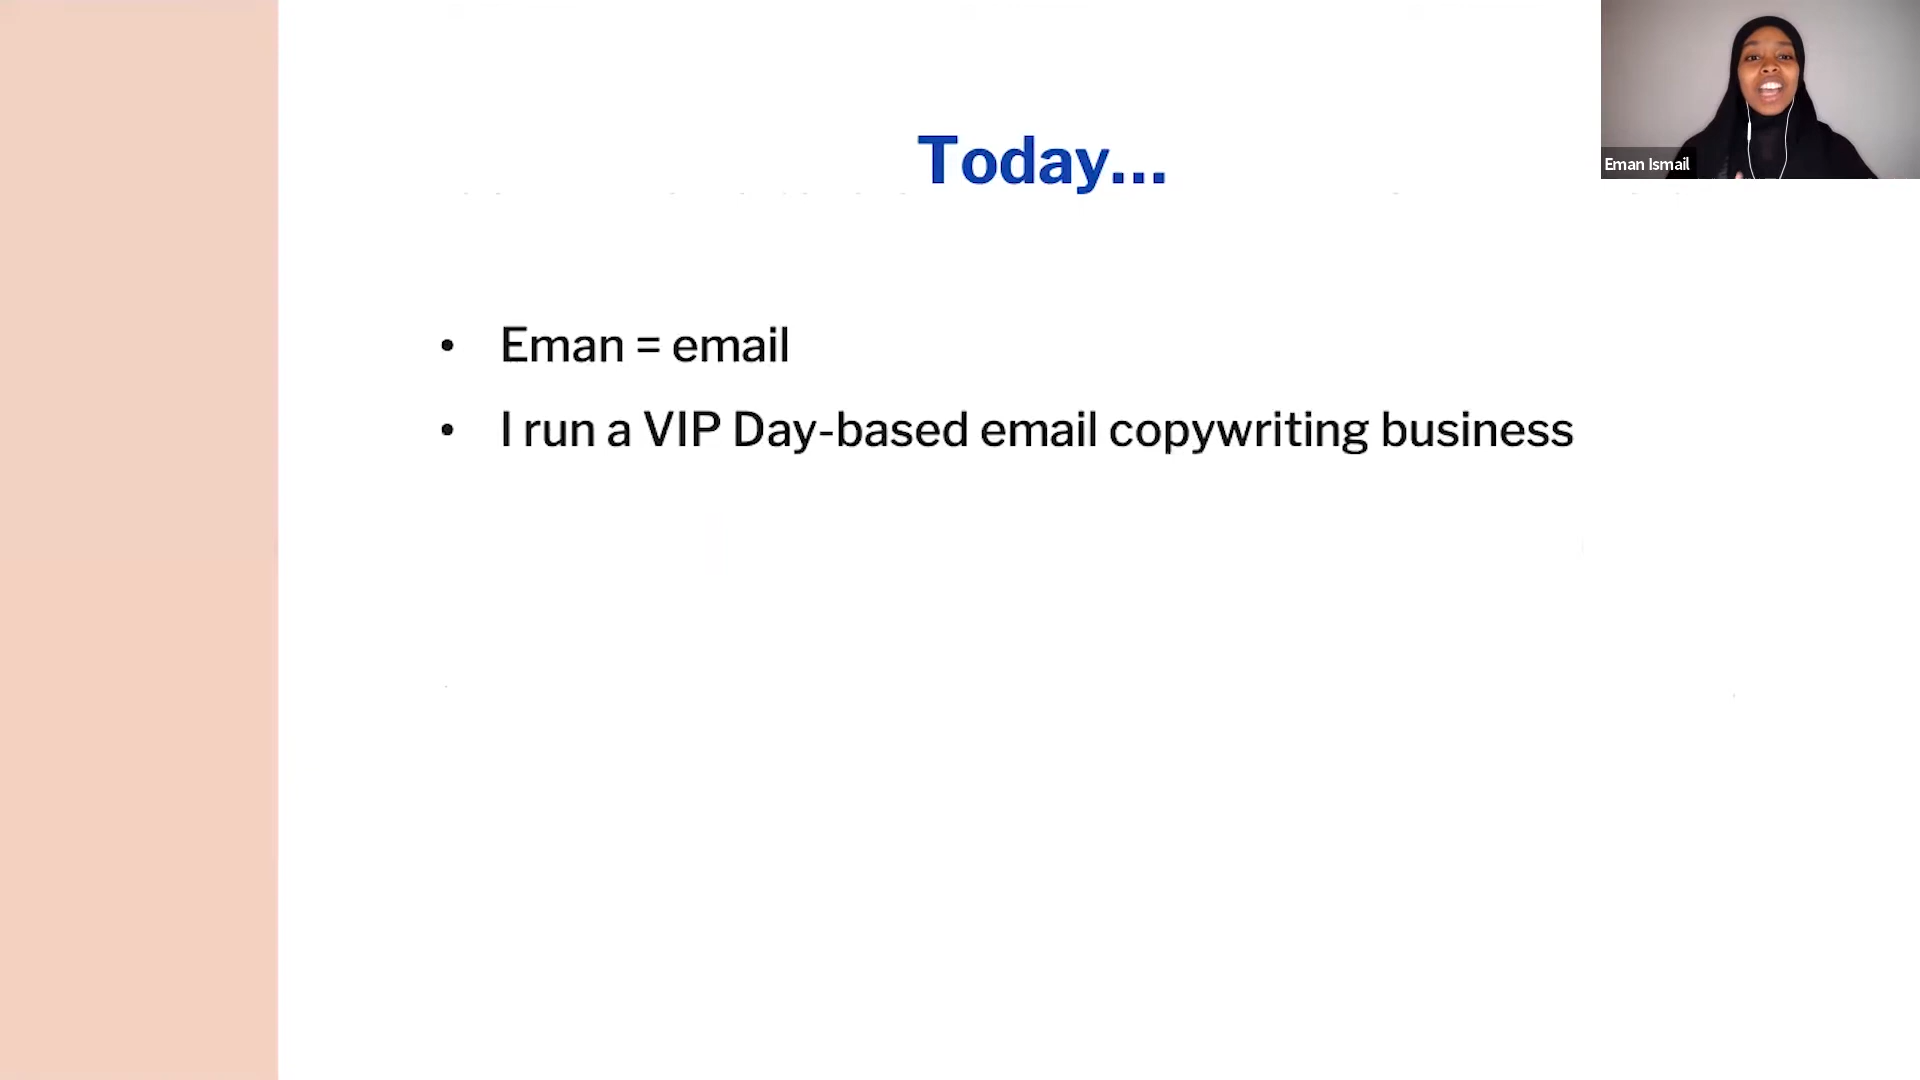 Today...
Eman Ismail
• Eman = email
• I run a VIP Day-based email copywriting business